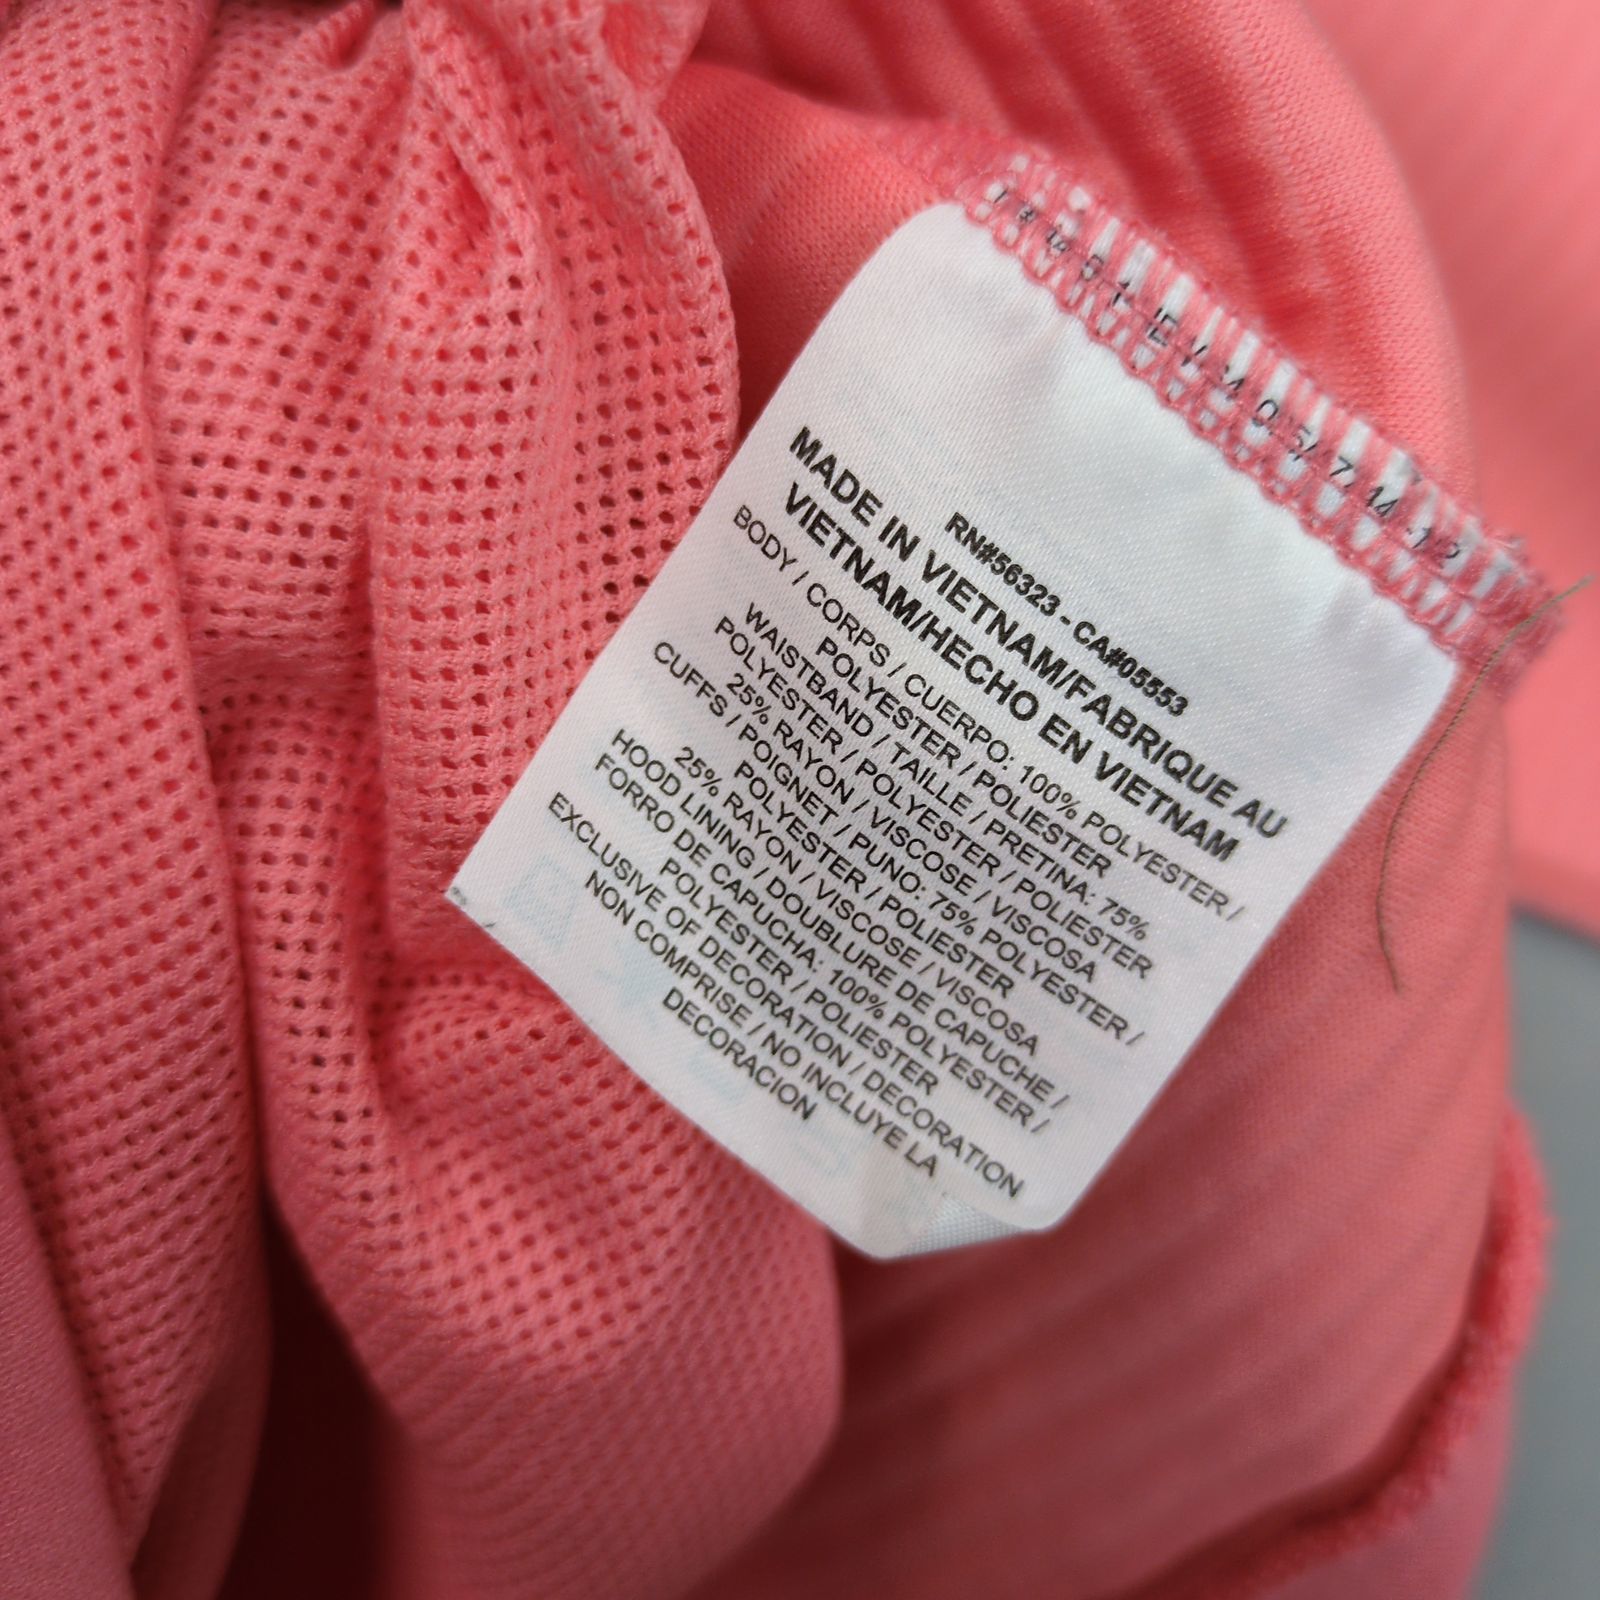 RN#56323 - CA#05553
MADE IN VIETNAM/FABRIQUE AU
VIETNAM/HECHO EN VIETNAM
BODY / CORPS / CUERPO: 100% POLYESTER /
POLYESTER / POLIESTER
WAISTBAND / TAILLE / PRETINA: 75%
POLYESTER / POLYESTER / POLIESTER
25% RAYON / VISCOSE / VISCOSA
CUFFS / POIGNET / PUNO: 75% POLYESTER /
POLYESTER / POLIESTER
25% RAYON / VISCOSE / VISCOSA
HOOD LINING / DOUBLURE DE CAPUCHE /
FORRO DE CAPUCHA: 100% POLYESTER /
POLYESTER / POLIESTER
EXCLUSIVE OF DECORATION / DECORATION
NON COMPRISE / NO INCLUYE LA
DECORACION